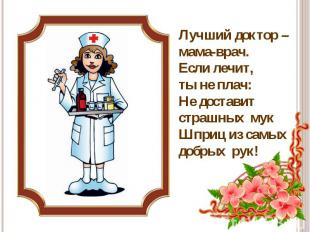 Лучший доктор –
мама-врач.
Если лечит,
ты не плач:
Не доставит
страшных мук
Шприц из самых
добрых рук!